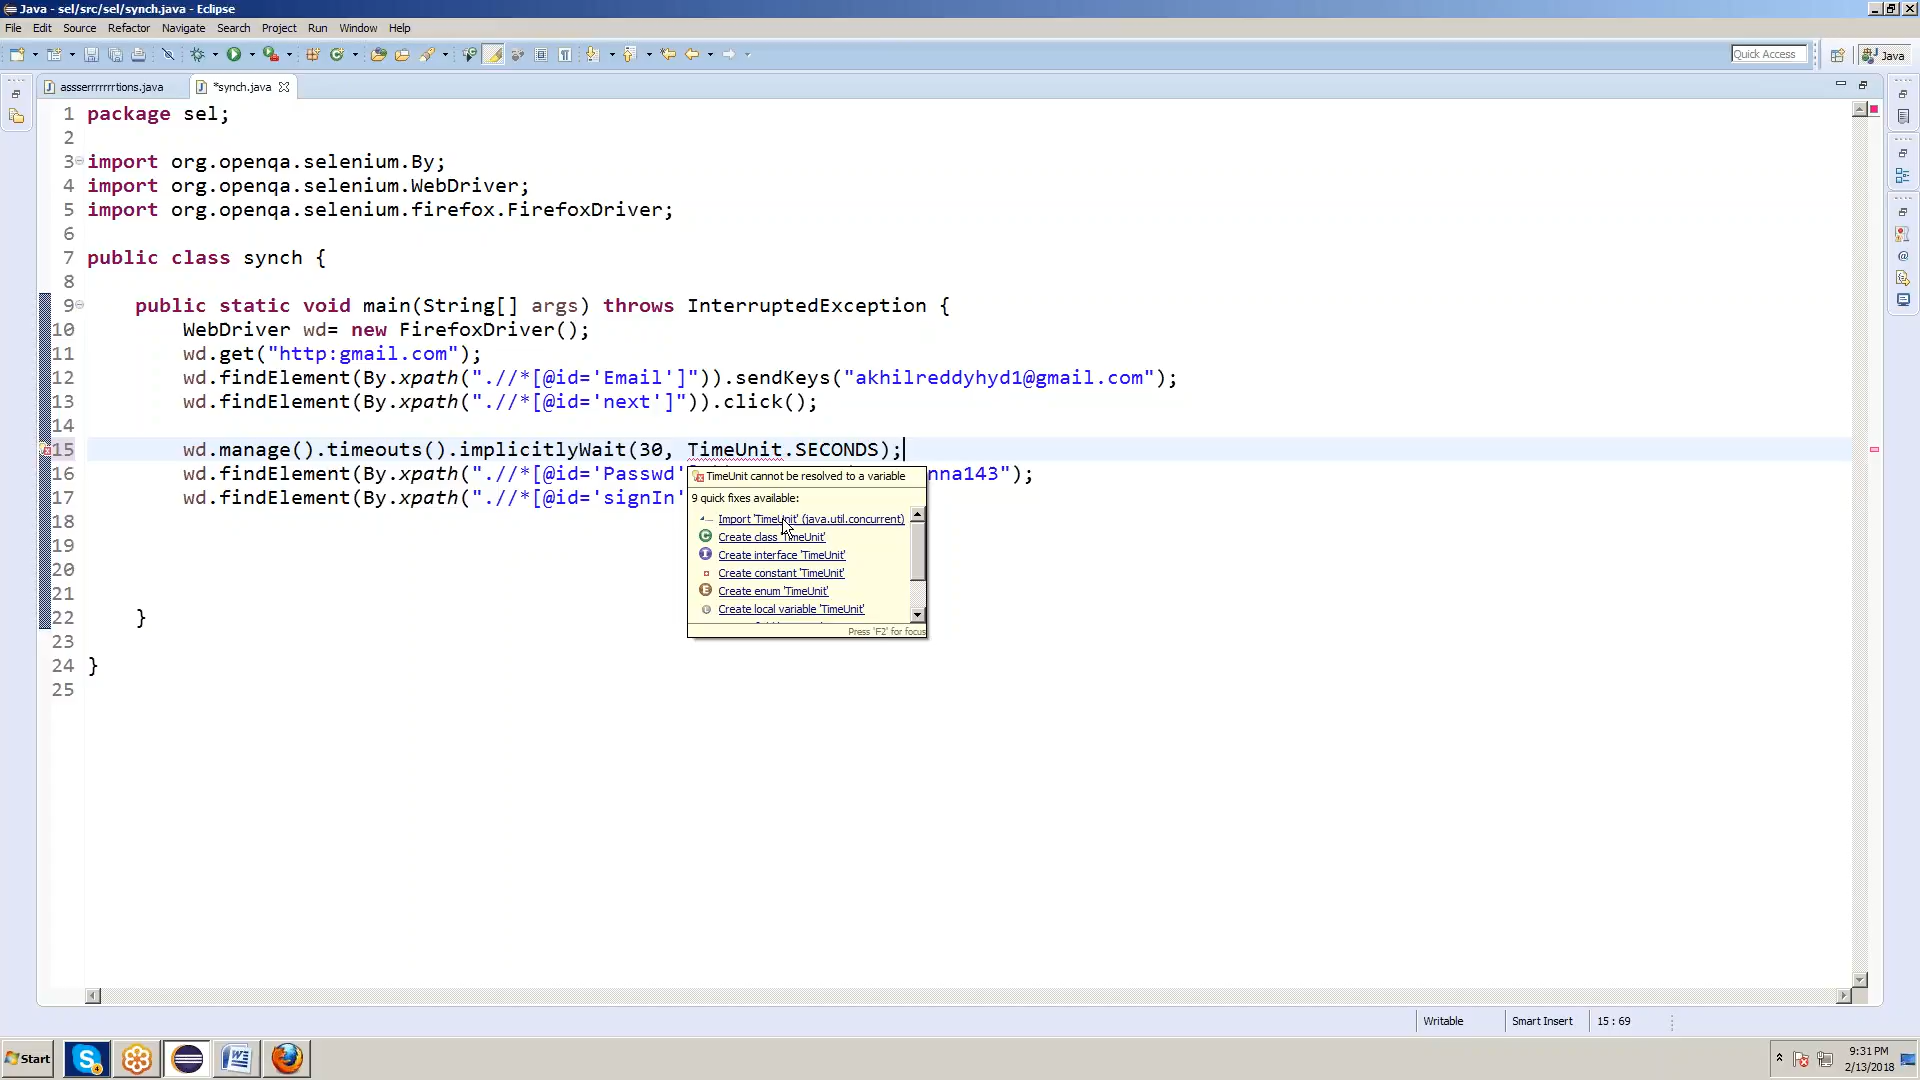 Java - sel/src/sel/synch.java - Eclipse
File Edit Source Refactor Navigate Search Project Run Window Help
Quick Access
Java
assserrrrrrrtions.java
*synch.java
1 package sel;
2
3 import org.openqa.selenium.By;
4 import org.openqa.selenium.WebDriver;
5 import org.openqa.selenium.firefox.FirefoxDriver;
6
7 public class synch {
8
9 public static void main(String[] args) throws InterruptedException {
10 WebDriver wd= new FirefoxDriver();
11 wd.get("http:gmail.com");
12 wd.findElement(By.xpath(".//*[@id='Email']")).sendKeys("akhilreddyhyd1@gmail.com");
13 wd.findElement(By.xpath(".//*[@id='next']")).click();
14
15 wd.manage().timeouts().implicitlyWait(30, TimeUnit.SECONDS);
16 wd.findElement(By.xpath(".//*[@id='Passwd' nna143");
17 wd.findElement(By.xpath(".//*[@id='signIn'
18
19
20
21
22 }
23
24 }
25
TimeUnit cannot be resolved to a variable
9 quick fixes available:
Import 'TimeUnit' (java.util.concurrent)
Create class 'TimeUnit'
Create interface 'TimeUnit'
Create constant 'TimeUnit'
Create enum 'TimeUnit'
Create local variable 'TimeUnit'
Press 'F2' for focus
Writable
Smart Insert
15 : 69
Start
9:31 PM
2/13/2018